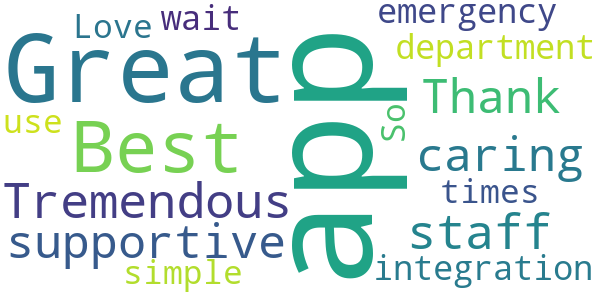 Love
wait
Great
use
Best
Tremendous
supportive
simple
app
emergency
department
So
Thank
caring
times
staff
integration